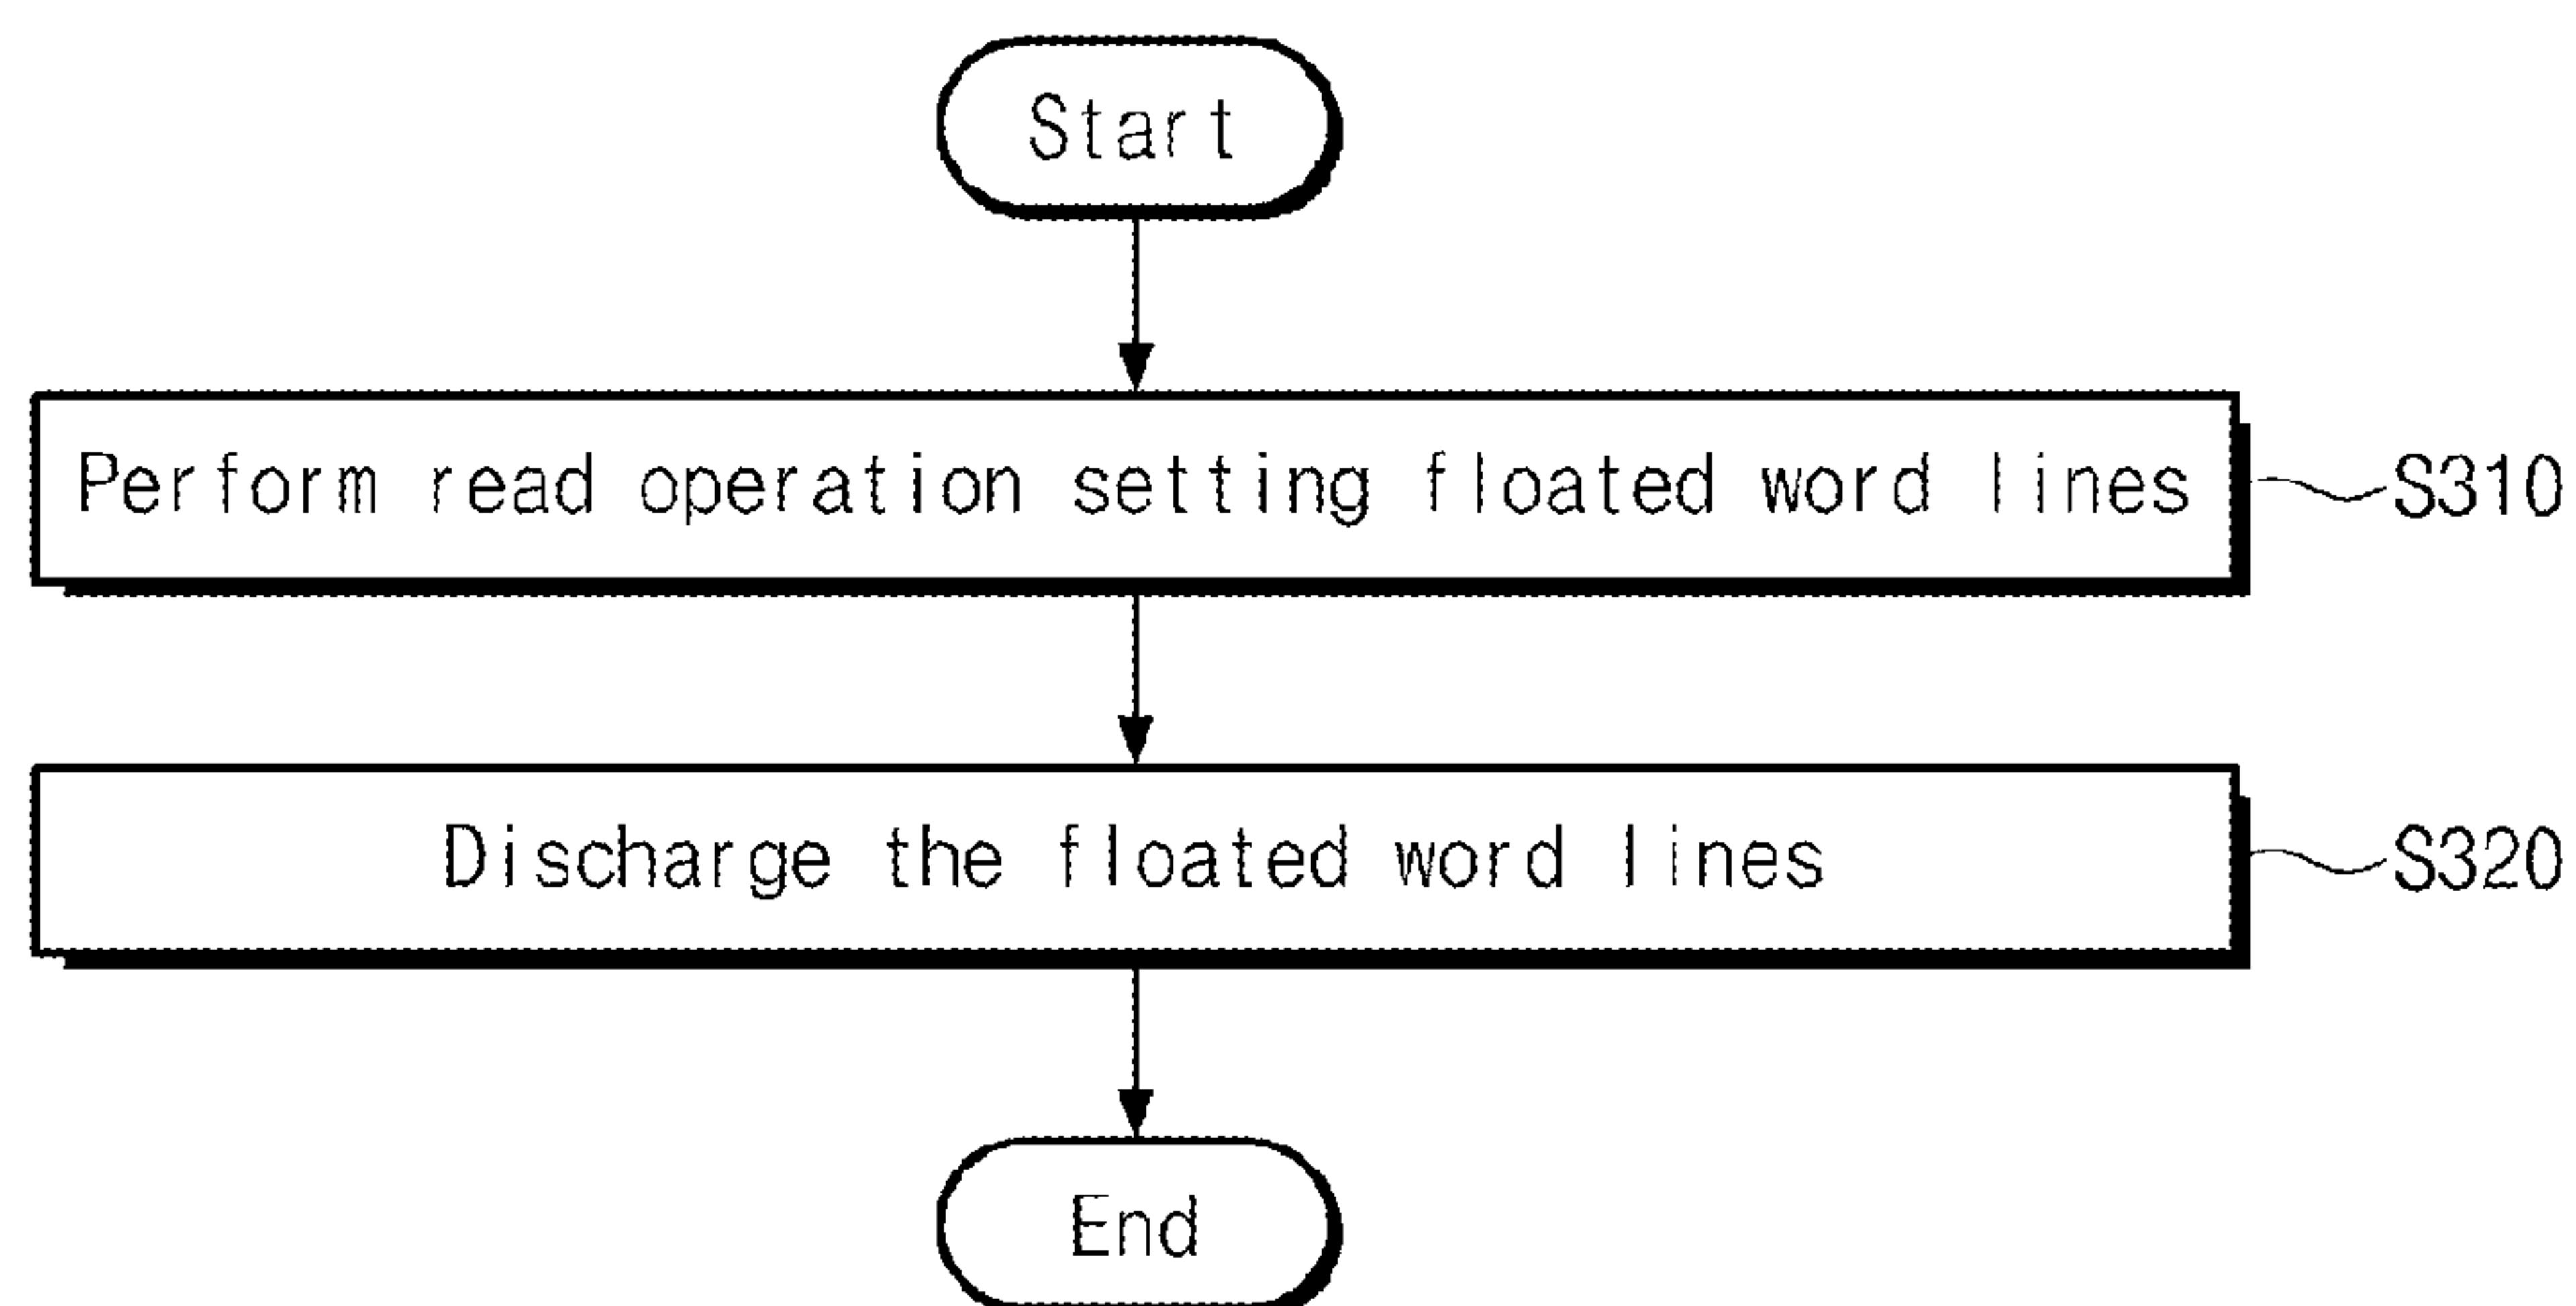 Start
Perform read operation setting floated word lines
S310
Discharge the floated word lines
S320
End